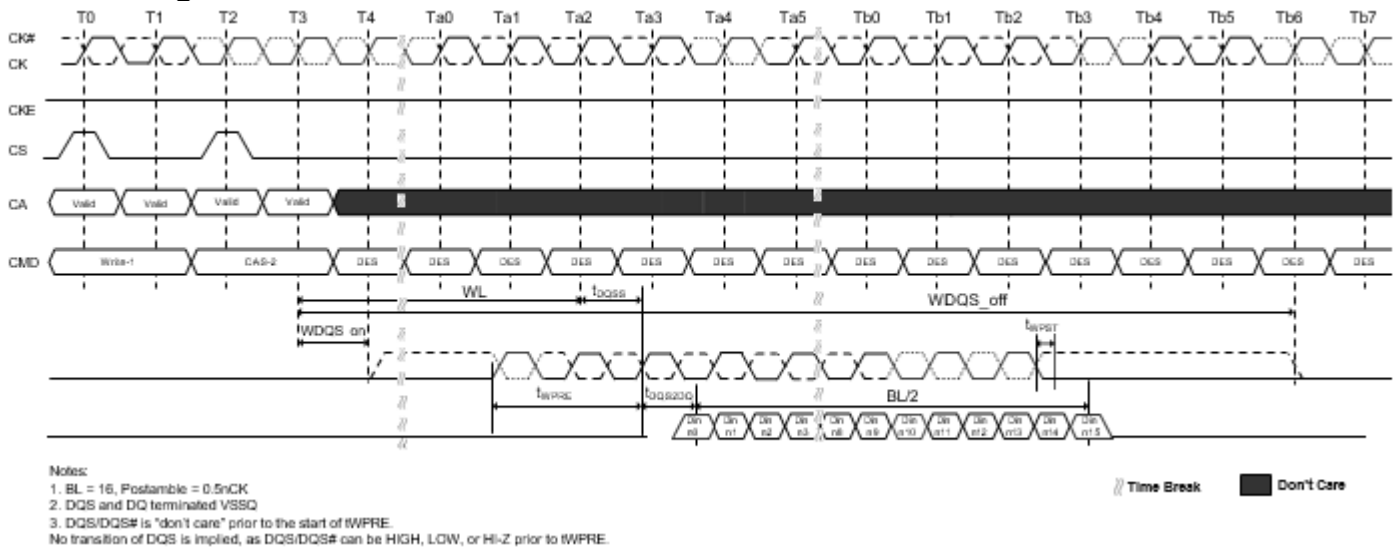 T0 T1 T2 T3 T4 Ta0 Ta1 Ta2 Ta3 Ta4 Ta5 Tb0 Tb1 Tb2 Tb3 Tb4 Tb5 Tb6 Tb7
CK#
CK
CKE
CS
CA Valid Valid Valid Valid
CMD Write-1 CAS-2 DES DES DES DES DES DES DES DES DES DES DES DES DES DES DES
WL tDQSS WDQS_off
WDQS_on tWPST
tWPRE tDQS2DQ BL/2
Din n0 Din n1 Din n2 Din n3 Din n8 Din n9 Din n10 Din n11 Din n12 Din n13 Din n14 Din n15
Notes:
1. BL = 16, Postamble = 0.5nCK
2. DQS and DQ terminated VSSQ
3. DQS/DQS# is "don't care" prior to the start of tWPRE.
No transition of DQS is implied, as DQS/DQS# can be HIGH, LOW, or HI-Z prior to tWPRE.
Time Break Don't Care